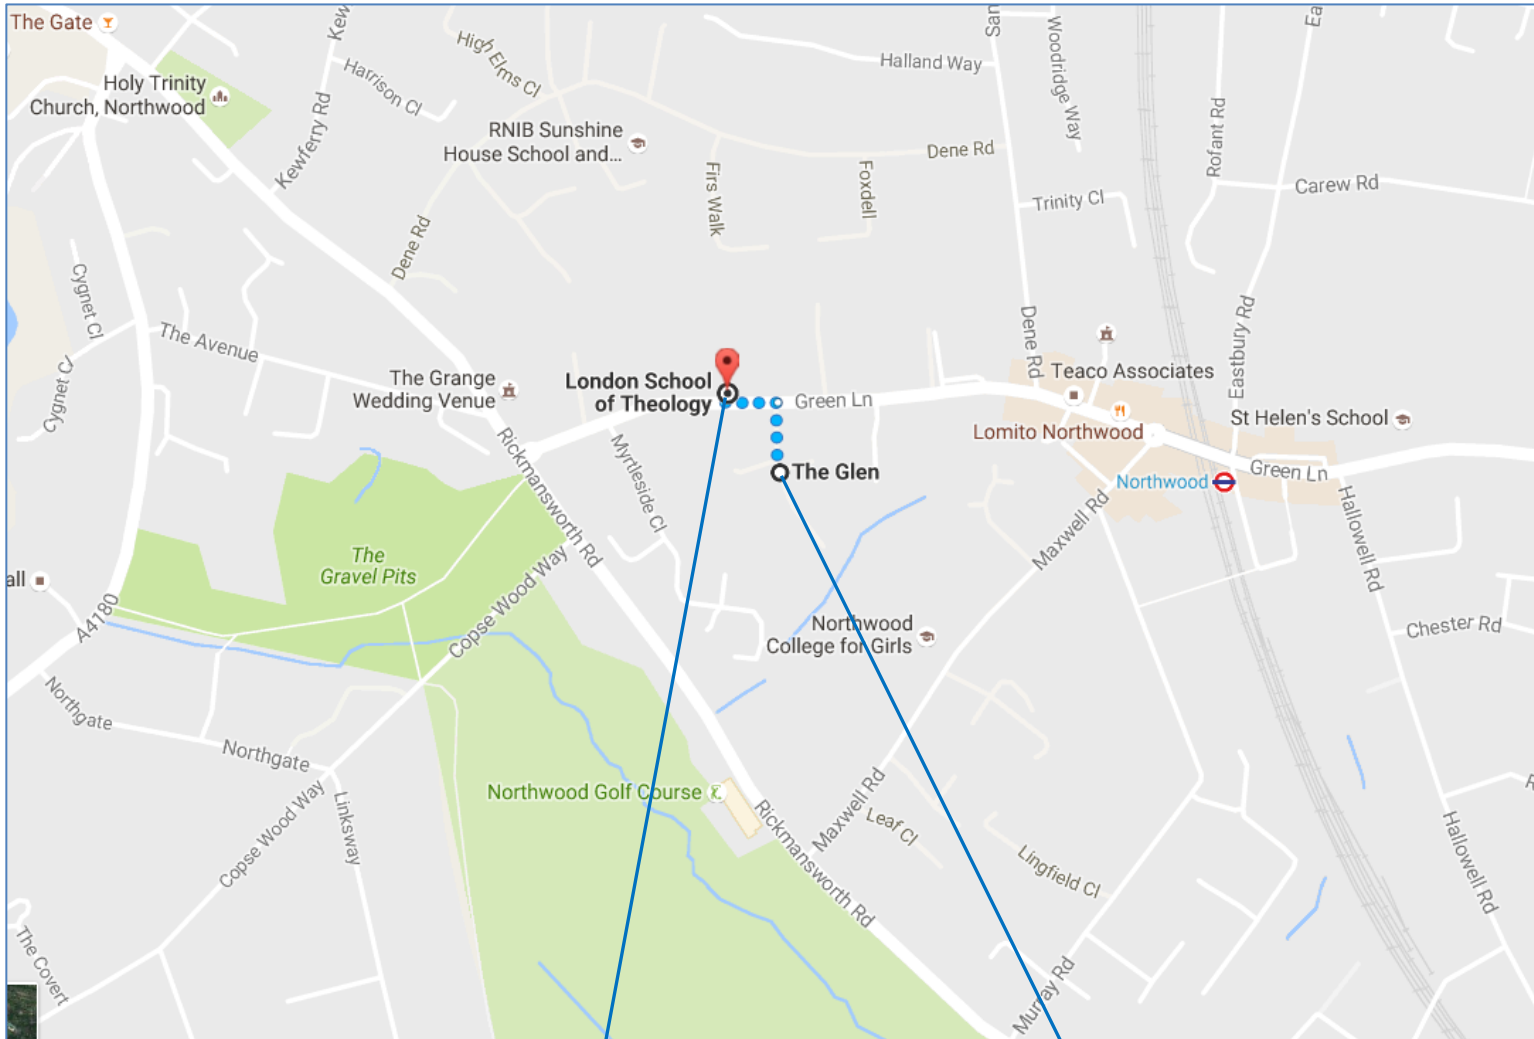 The Gate
Kew
High Elms Cl
Halland Way
San
Woodridge Way
Ea
Holy Trinity
Church, Northwood
Harrison Cl
Kewferry Rd
RNIB Sunshine
House School and...
Dene Rd
Rofant Rd
Firs Walk
Foxdell
Carew Rd
Trinity Cl
Dene Rd
Cygnet Cl
The Avenue
Dene Rd
Eastbury Rd
Cygnet C
The Grange
Wedding Venue
London School
of Theology
Green Ln
Teaco Associates
Lomito Northwood
St Helen's School
Rickmansworth Rd
Myrtleside Cl
The Glen
Northwood
Green Ln
Maxwell Rd
Hallowell Rd
The
Gravel Pits
all
A4180
Copse Wood Way
Northwood
College for Girls
Chester Rd
Northgate
Northgate
Northwood Golf Course
Copse Wood Way
Linksway
Rickmansworth Rd
Maxwell Rd
Leaf Cl
Lingfield Cl
R
Hallowell Rd
The Covert
Murray Rd